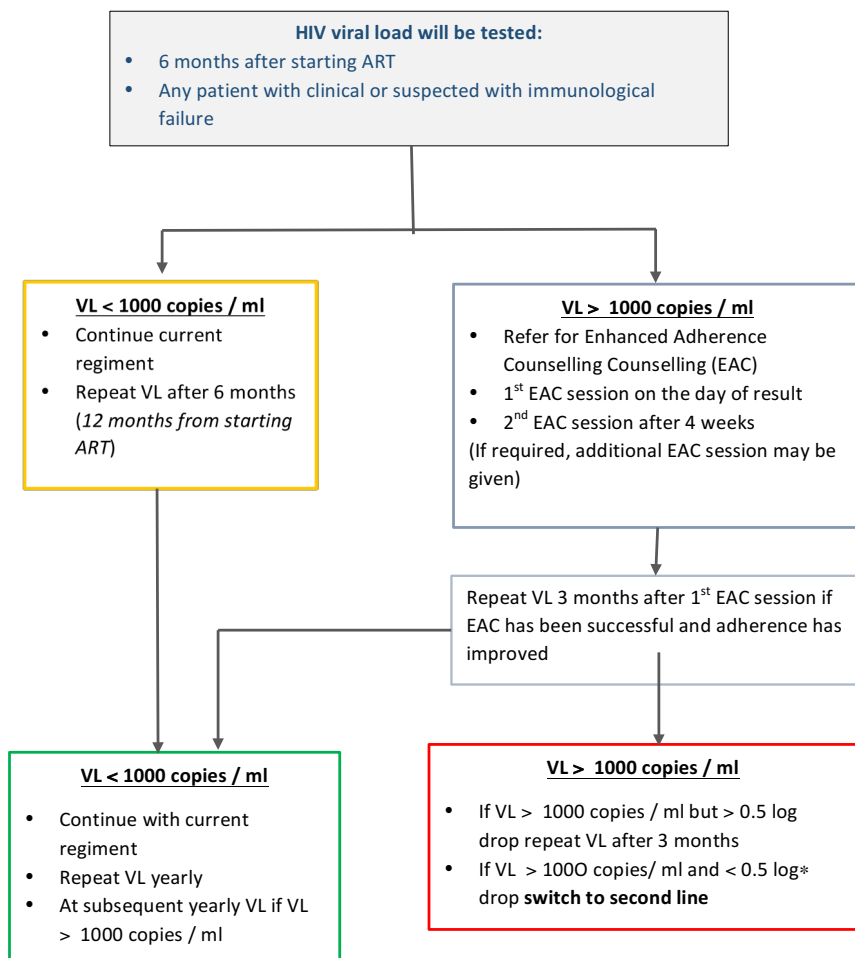 HIV viral load will be tested:
• 6 months after starting ART
• Any patient with clinical or suspected with immunological
failure
VL < 1000 copies / ml
• Continue current
regiment
• Repeat VL after 6 months
(12 months from starting
ART)
VL > 1000 copies / ml
• Refer for Enhanced Adherence
Counselling Counselling (EAC)
• 1st EAC session on the day of result
• 2nd EAC session after 4 weeks
(If required, additional EAC session may be
given)
Repeat VL 3 months after 1st EAC session if
EAC has been successful and adherence has
improved
VL < 1000 copies / ml
• Continue with current
regiment
• Repeat VL yearly
• At subsequent yearly VL if VL
> 1000 copies / ml
VL > 1000 copies / ml
• If VL > 1000 copies / ml but > 0.5 log
drop repeat VL after 3 months
• If VL > 100O copies/ ml and < 0.5 log*
drop switch to second line